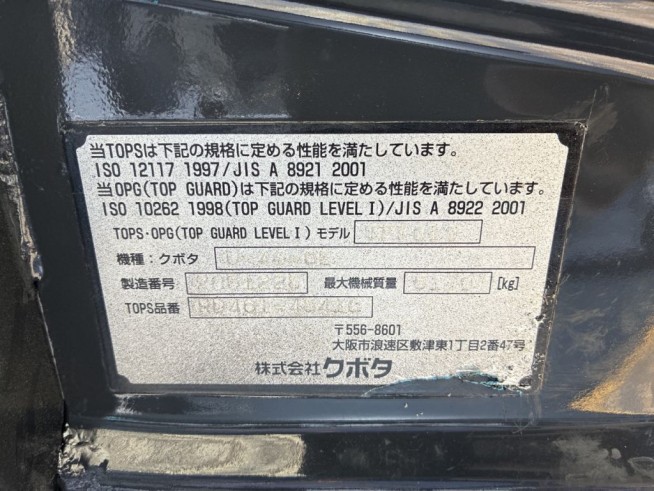 当TOPSは下記の規格に定める性能を満たしています。
ISO 12117 1997/JIS A 8921 2001
当OPG(TOP GUARD)は下記の規格に定める性能を満たしています。
ISO 10262 1998(TOP GUARD LEVEL I)/JIS A 8922 2001
TOPS・OPG(TOP GUARD LEVEL I) モデル
機種:クボタ
製造番号 最大機械質量 [kg]
TOPS品番
〒556-8601
大阪市浪速区敷津東1丁目2番47号
株式会社クボタ